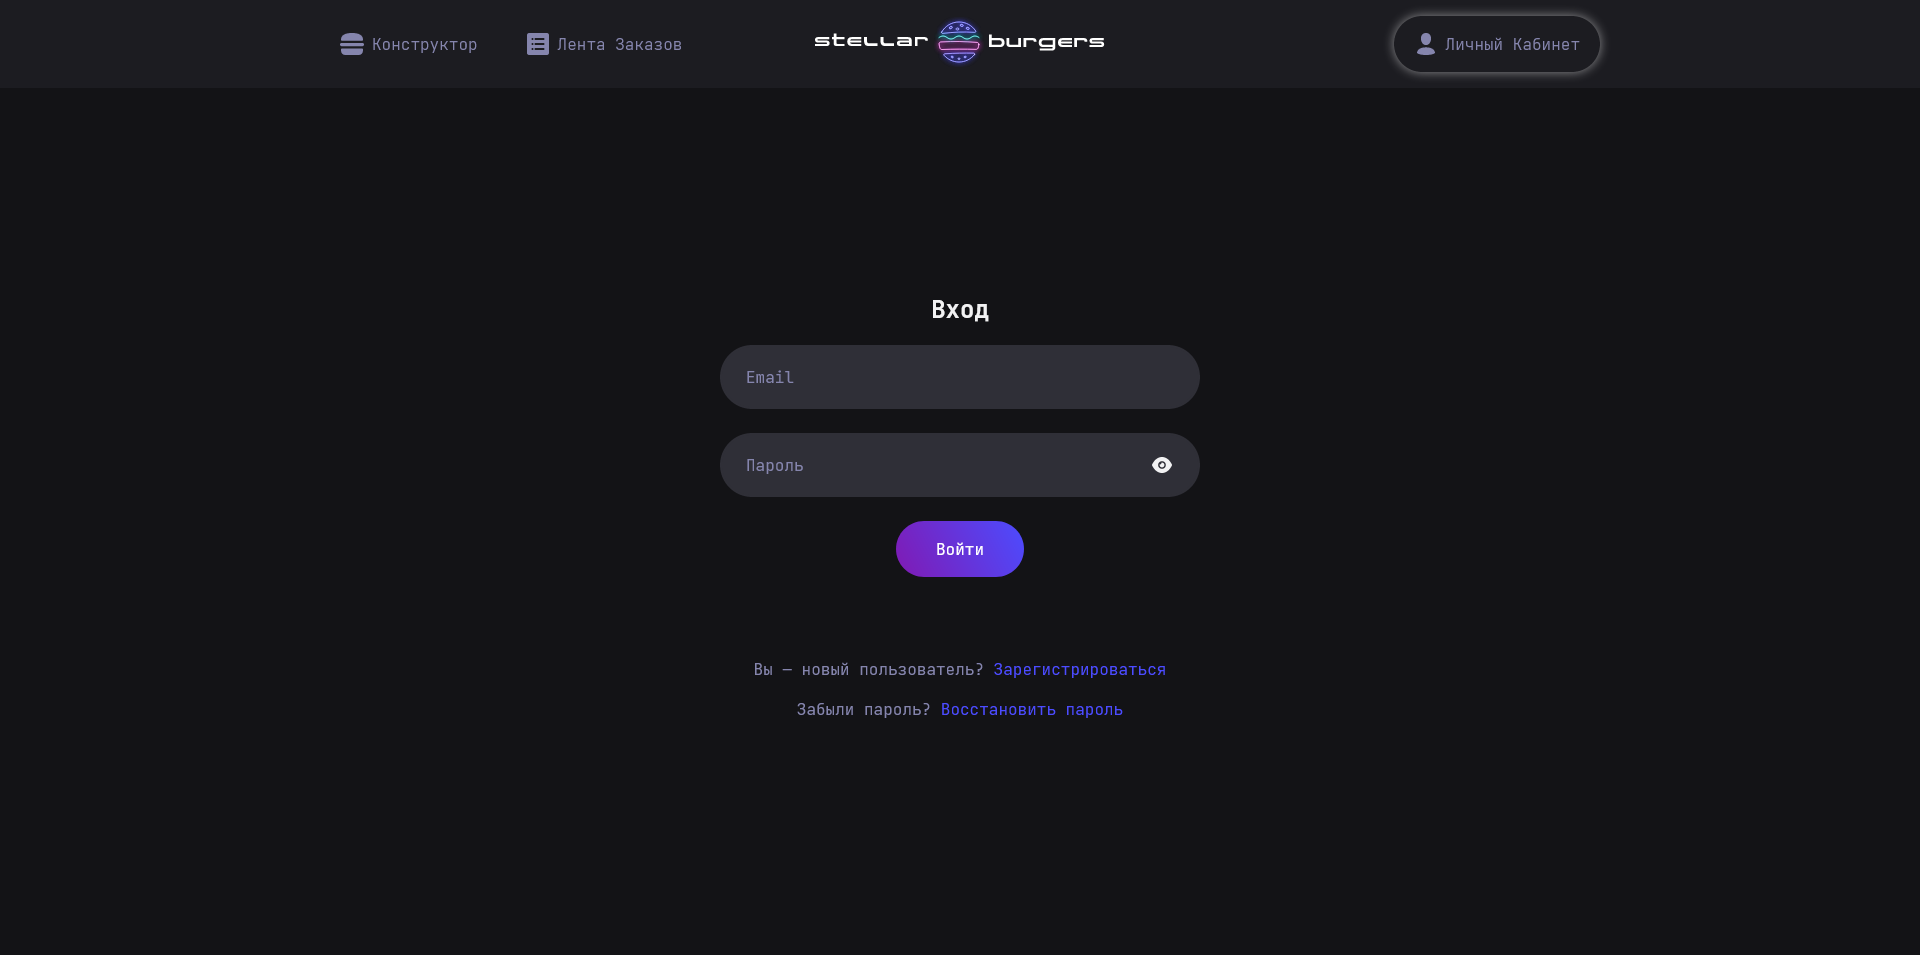 Конструктор
Лента Заказов
stellar burgers
Личный Кабинет
Вход
Email
Пароль
Войти
Вы — новый пользователь? Зарегистрироваться
Забыли пароль? Восстановить пароль